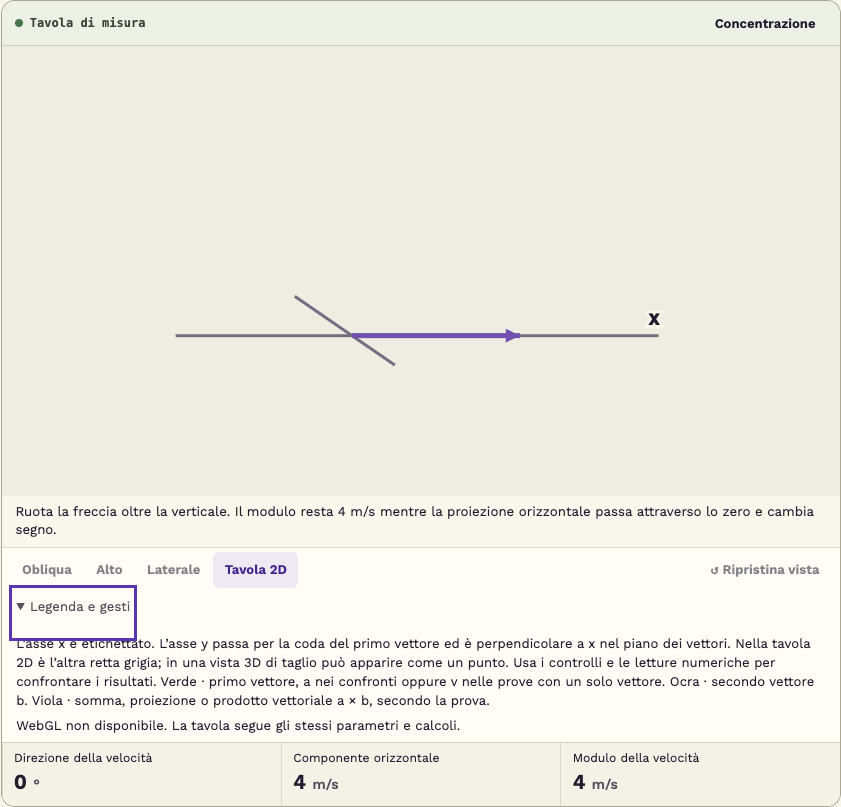 Tavola di misura
Concentrazione
X
Ruota la freccia oltre la verticale. Il modulo resta 4 m/s mentre la proiezione orizzontale passa attraverso lo zero e cambia
segno.
Obliqua Alto Laterale Tavola 2D ↺ Ripristina vista
▼ Legenda e gesti
L’asse x è etichettato. L’asse y passa per la coda del primo vettore ed è perpendicolare a x nel piano dei vettori. Nella tavola
2D è l’altra retta grigia; in una vista 3D di taglio può apparire come un punto. Usa i controlli e le letture numeriche per
confrontare i risultati. Verde · primo vettore, a nei confronti oppure v nelle prove con un solo vettore. Ocra · secondo vettore
b. Viola · somma, proiezione o prodotto vettoriale a × b, secondo la prova.
WebGL non disponibile. La tavola segue gli stessi parametri e calcoli.
Direzione della velocità
0 °
Componente orizzontale
4 m/s
Modulo della velocità
4 m/s